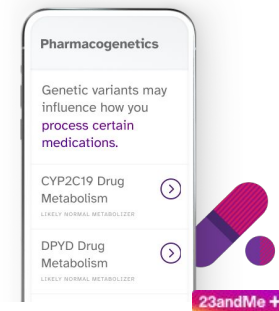 Pharmacogenetics
Genetic variants may
influence how you
process certain
medications.
CYP2C19 Drug
Metabolism
LIKELY NORMAL METABOLIZER
DPYD Drug
Metabolism
LIKELY NORMAL METABOLIZER
23andMe +